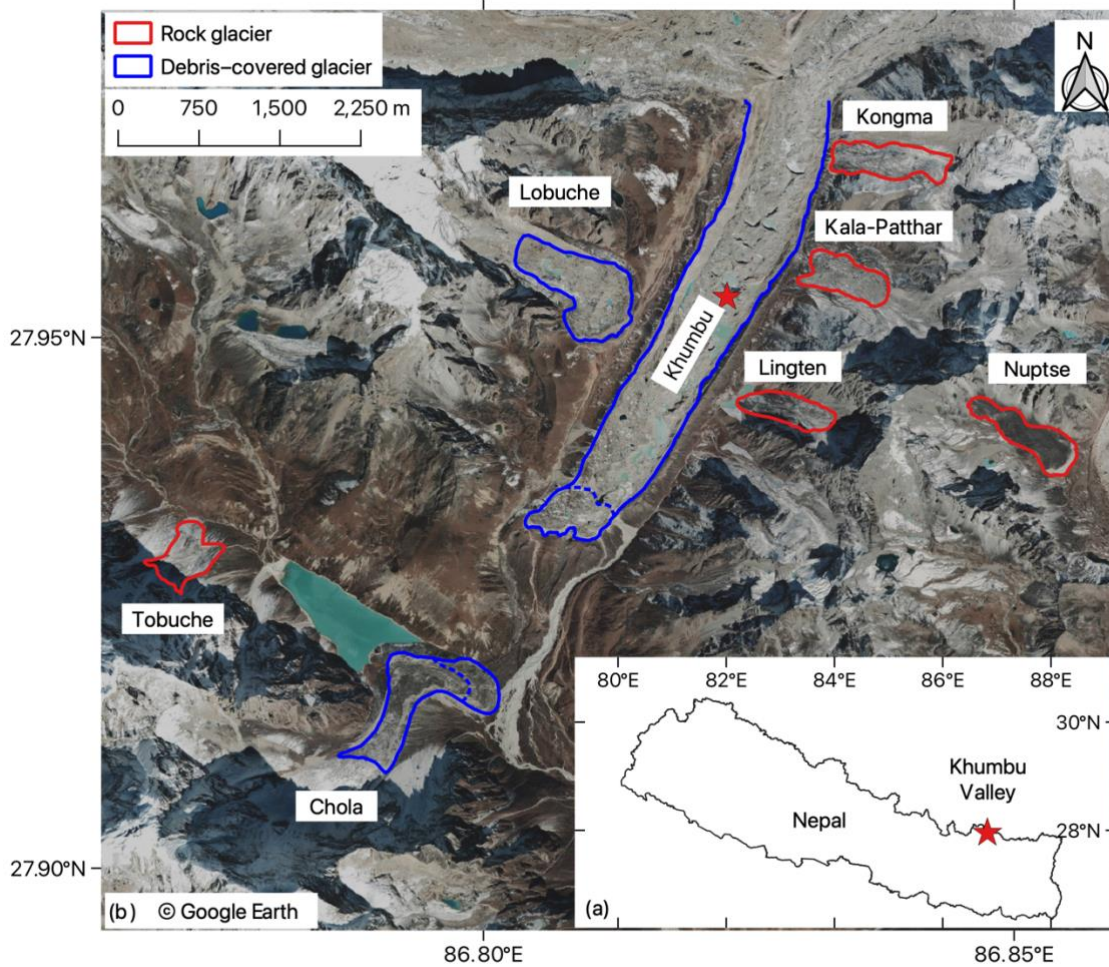 Rock glacier
Debris–covered glacier
0 750 1,500 2,250 m
N
Kongma
Lobuche
Kala-Patthar
27.95°N
Khumbu
Lingten
Nuptse
Tobuche
80°E 82°E 84°E 86°E 88°E
30°N
Khumbu
Valley
Chola
Nepal
28°N
27.90°N
(b) © Google Earth
(a)
86.80°E
86.85°E